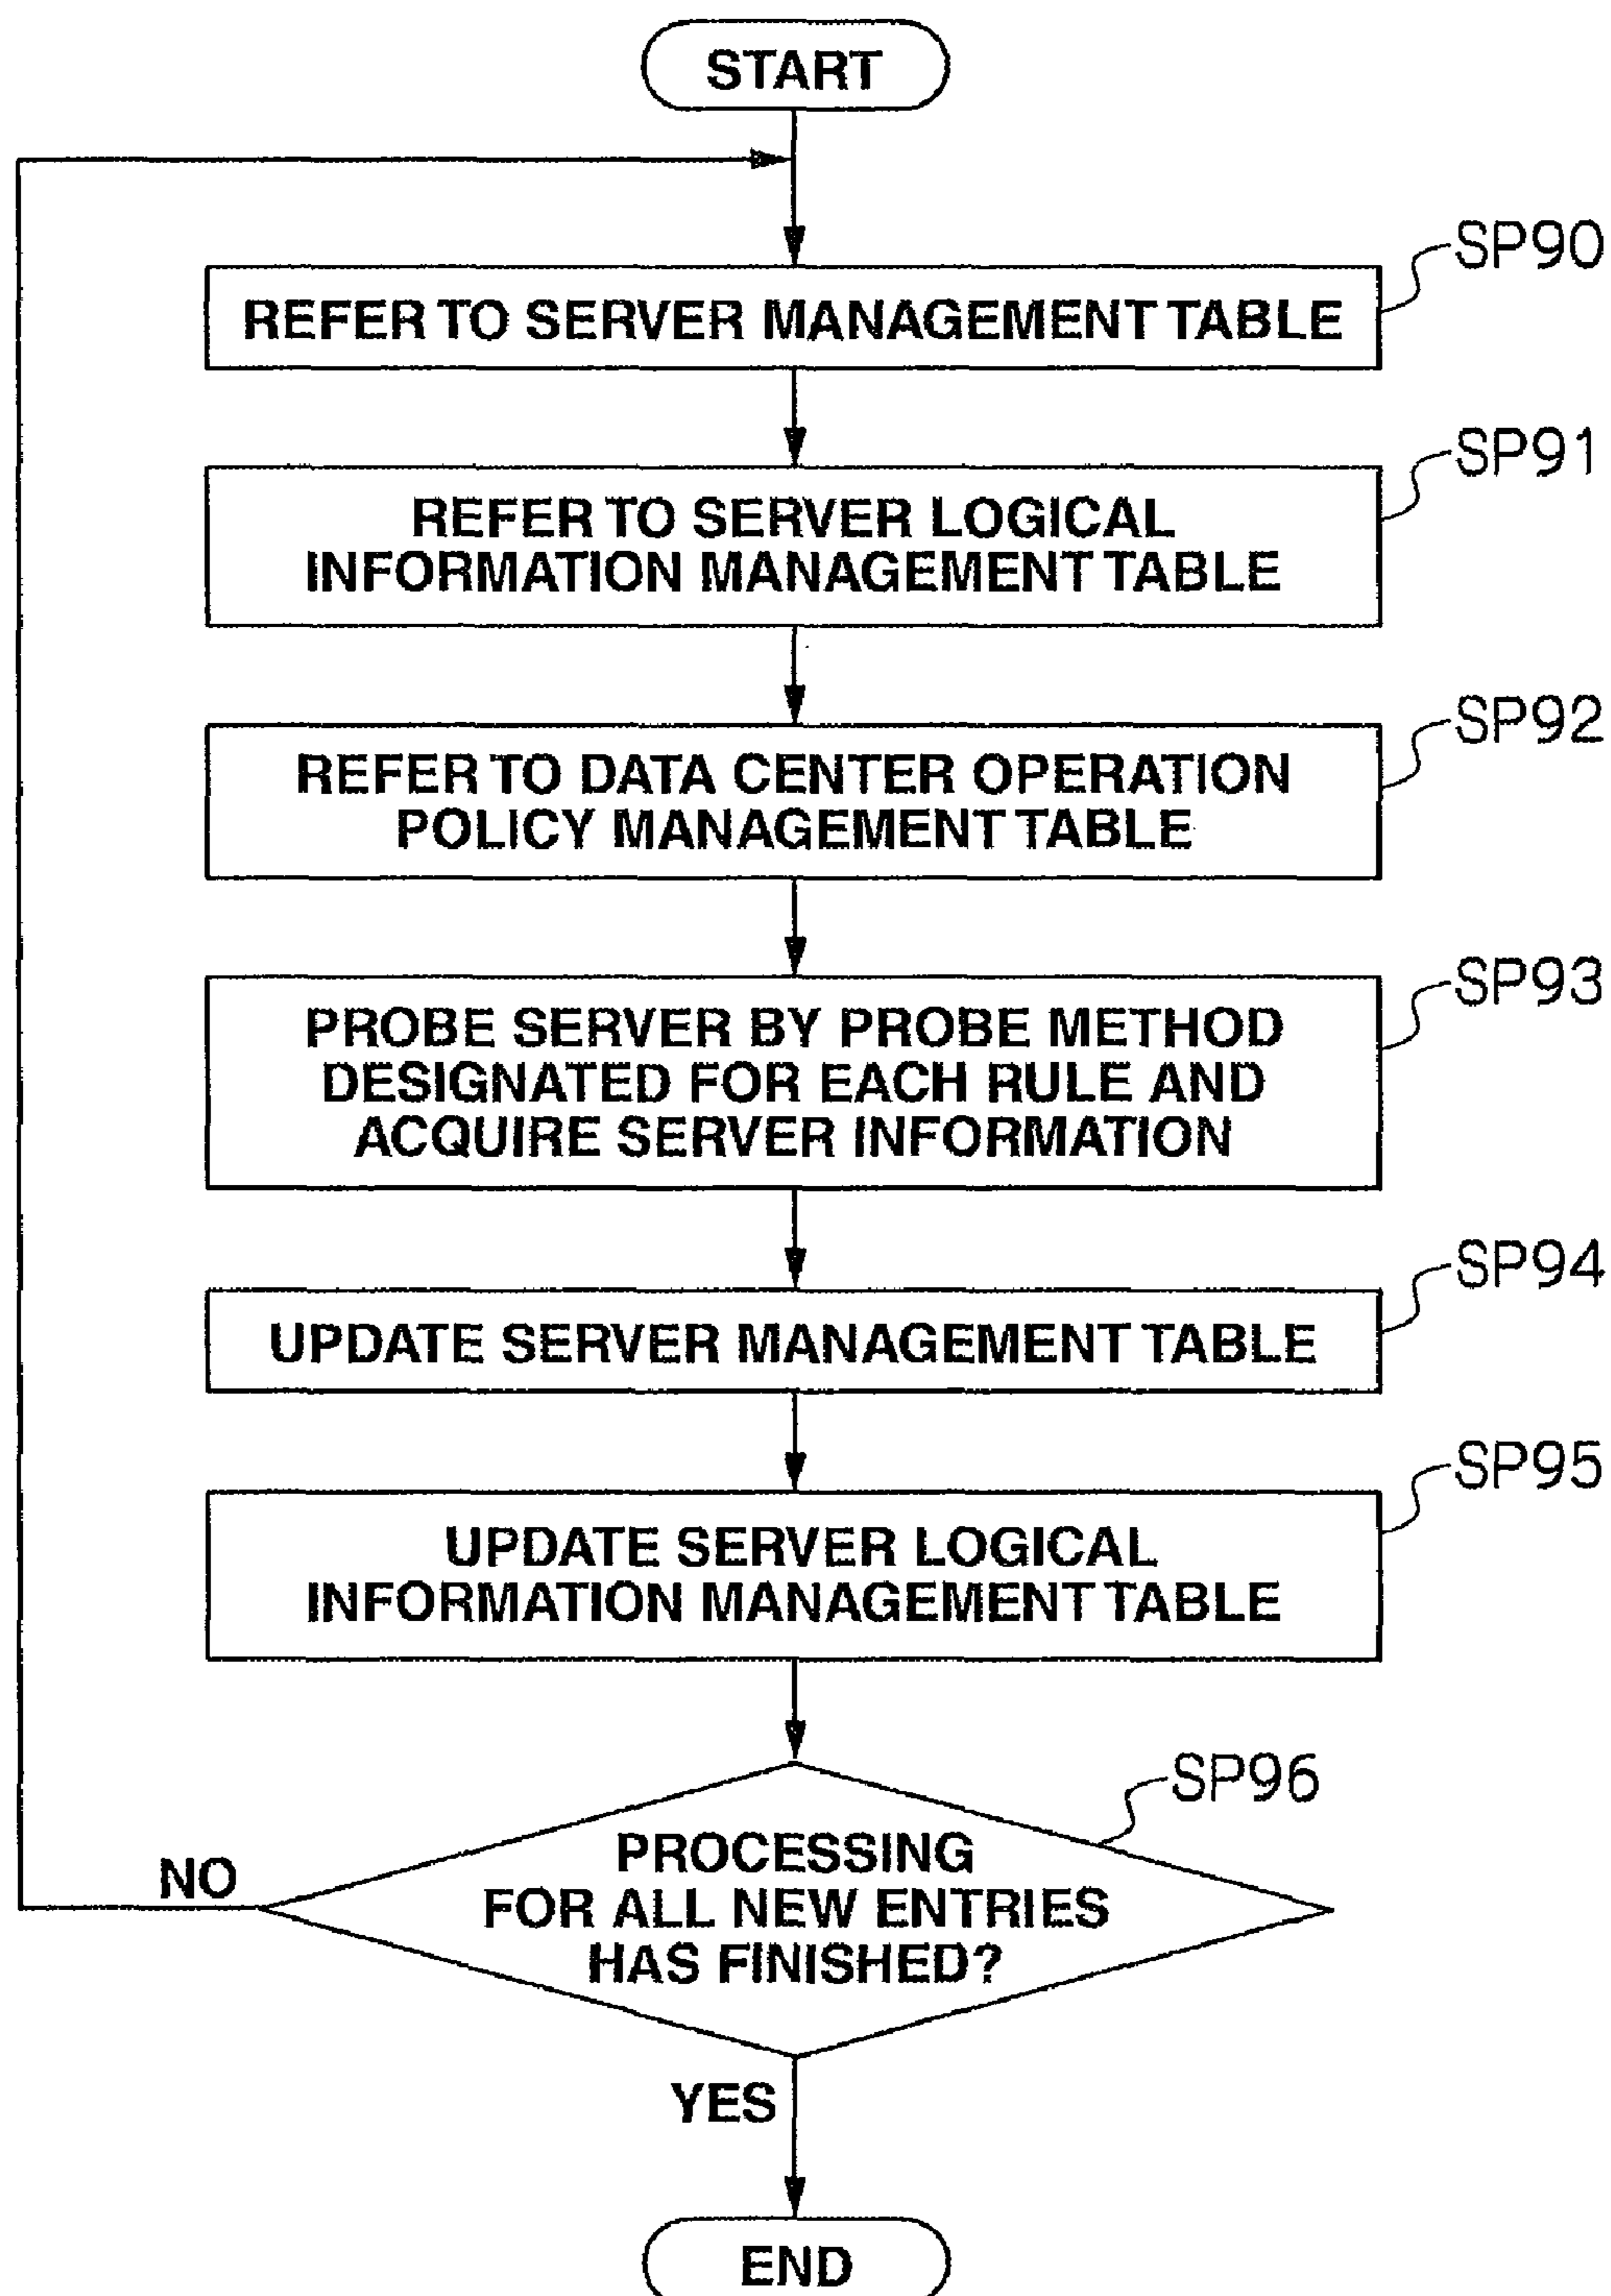 START
SP90
REFER TO SERVER MANAGEMENT TABLE
SP91
REFER TO SERVER LOGICAL
INFORMATION MANAGEMENT TABLE
SP92
REFER TO DATA CENTER OPERATION
POLICY MANAGEMENT TABLE
SP93
PROBE SERVER BY PROBE METHOD
DESIGNATED FOR EACH RULE AND
ACQUIRE SERVER INFORMATION
SP94
UPDATE SERVER MANAGEMENT TABLE
SP95
UPDATE SERVER LOGICAL
INFORMATION MANAGEMENT TABLE
SP96
PROCESSING
FOR ALL NEW ENTRIES
HAS FINISHED?
NO
YES
END